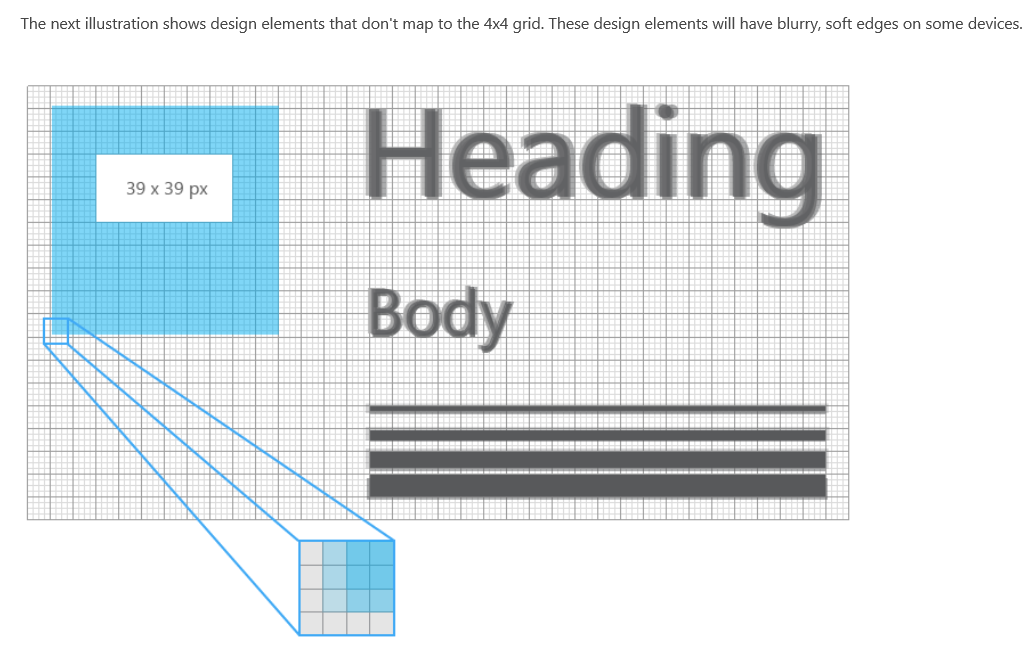 The next illustration shows design elements that don't map to the 4x4 grid. These design elements will have blurry, soft edges on some devices.
Heading
39 x 39 px
Body